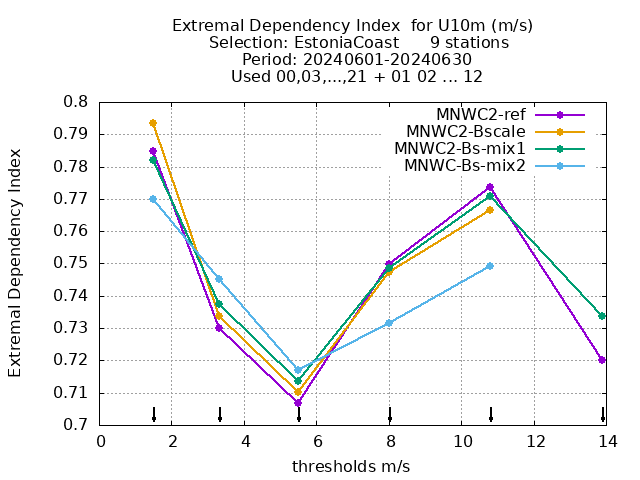 Extremal Dependency Index  for U10m (m/s)
Selection: EstoniaCoast      9 stations
Period: 20240601-20240630
Used 00,03,...,21 + 01 02 ... 12
MNWC2-ref
MNWC2-Bscale
MNWC2-Bs-mix1
MNWC-Bs-mix2
Extremal Dependency Index
0.8
0.79
0.78
0.77
0.76
0.75
0.74
0.73
0.72
0.71
0.7
0 2 4 6 8 10 12 14
thresholds m/s